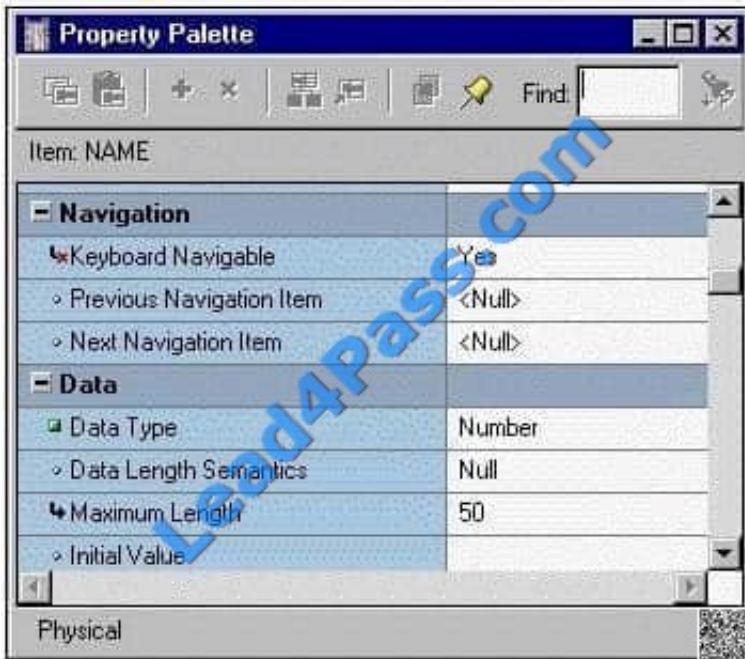 Property Palette
Find:
Item: NAME
Navigation
Keyboard Navigable Yes
Previous Navigation Item <Null>
Next Navigation Item <Null>
Data
Data Type Number
Data Length Semantics Null
Maximum Length 50
Initial Value
Physical
Lead4Pass.com